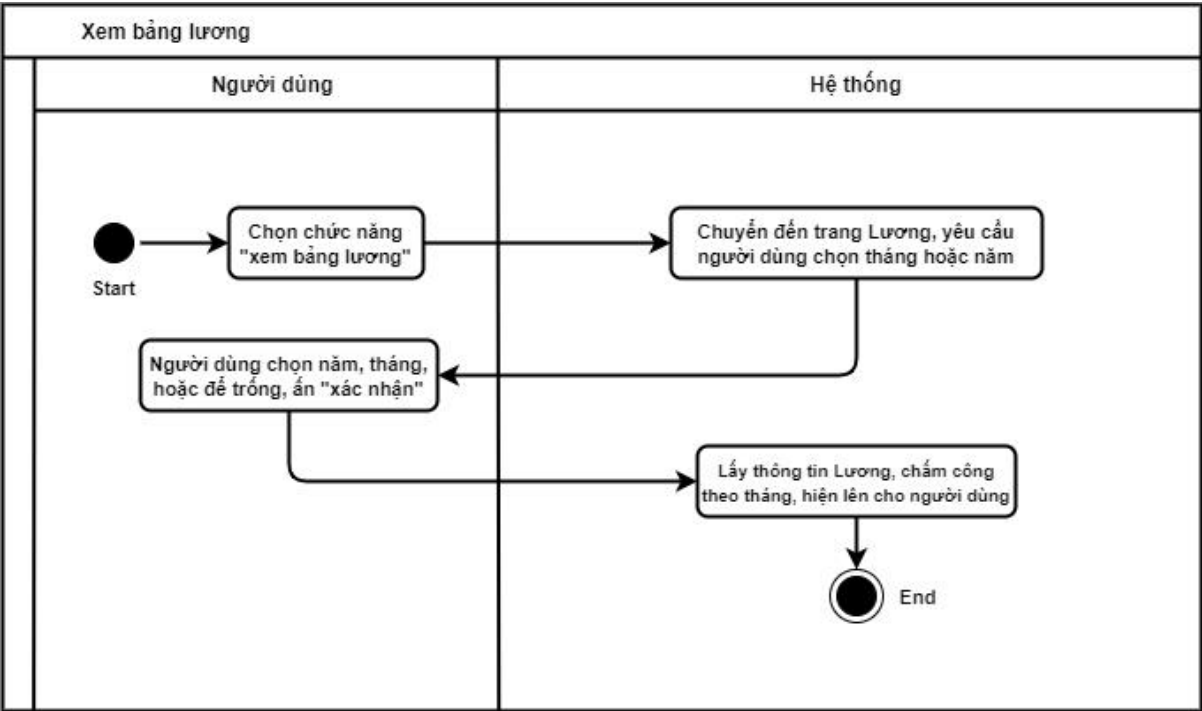 Xem bảng lương
Người dùng
Hệ thống
Chọn chức năng
"xem bảng lương"
Chuyển đến trang Lương, yêu cầu
người dùng chọn tháng hoặc năm
Start
Người dùng chọn năm, tháng,
hoặc để trống, ấn "xác nhận"
Lấy thông tin Lương, chấm công
theo tháng, hiện lên cho người dùng
End